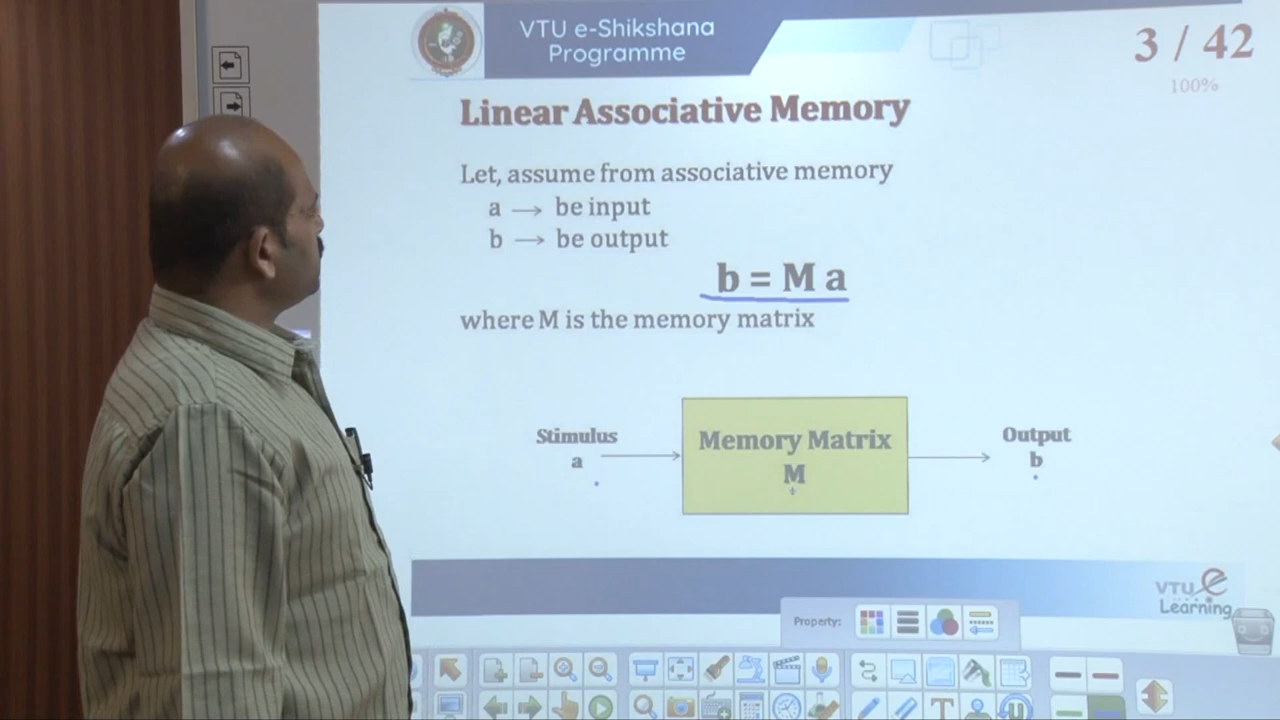 VTU e-Shikshana
Programme
3 / 42
100%
Linear Associative Memory
Let, assume from associative memory
a → be input
b → be output
b = M a
where M is the memory matrix
Stimulus
a
Memory Matrix
M
Output
b
VTU e
Learning
Property: